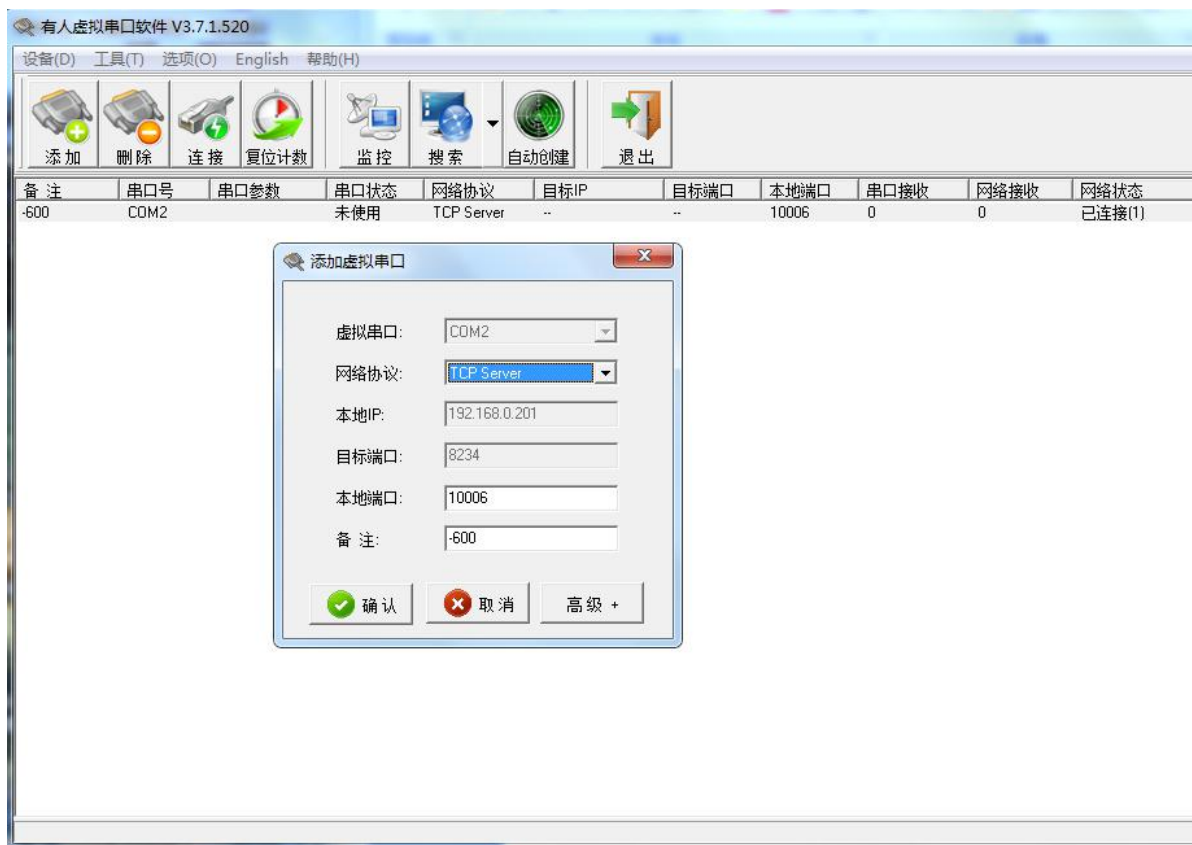 有人虚拟串口软件 V3.7.1.520
设备(D) 工具(T) 选项(O) English 帮助(H)
添加 删除 连接 复位计数 监控 搜索 自动创建 退出
备 注 串口号 串口参数 串口状态 网络协议 目标IP 目标端口 本地端口 串口接收 网络接收 网络状态
-600 COM2 未使用 TCP Server -- -- 10006 0 0 已连接(1)
添加虚拟串口
虚拟串口: COM2
网络协议: TCP Server
本地IP: 192.168.0.201
目标端口: 8234
本地端口: 10006
备 注: -600
确认 取消 高级 +